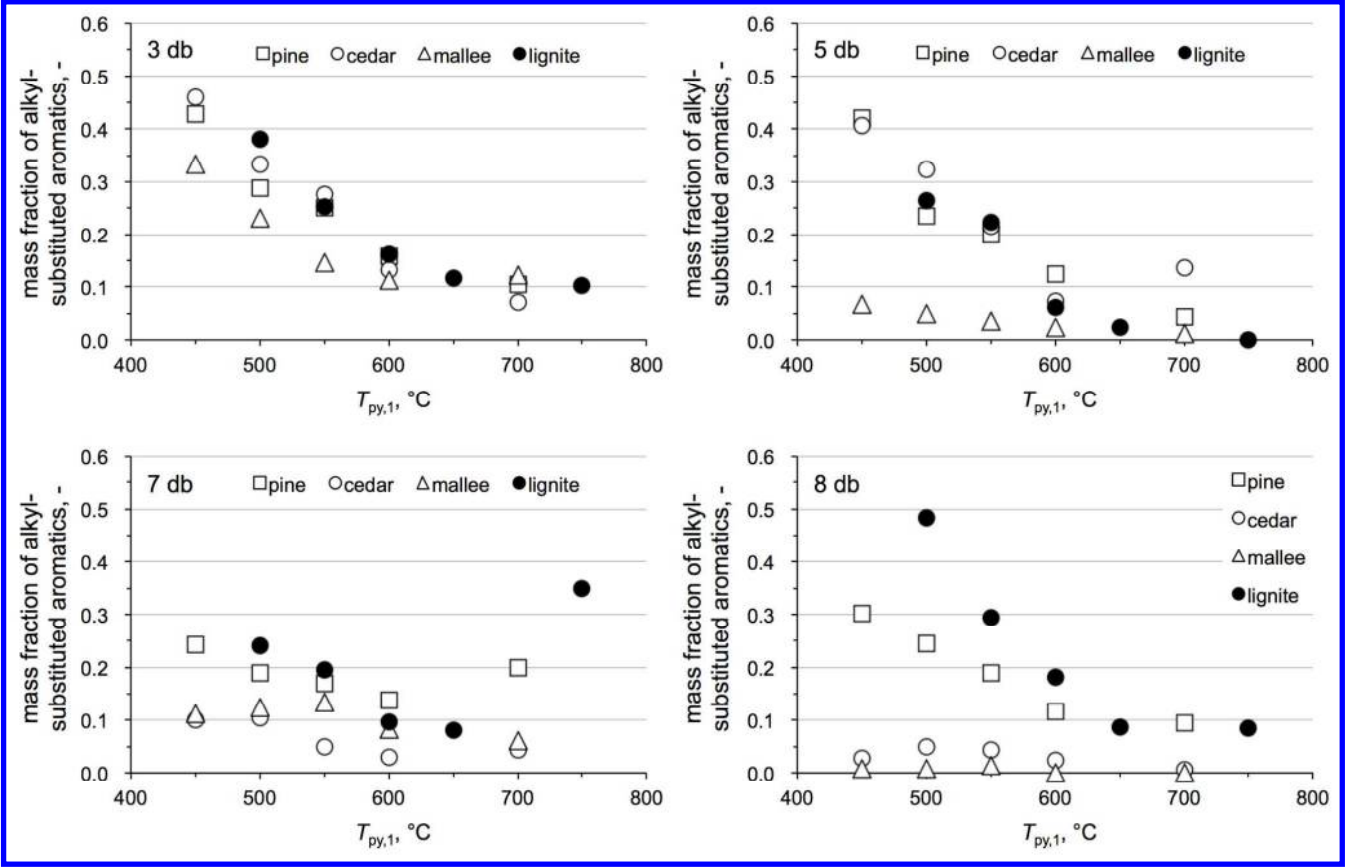 3 db
pine cedar mallee lignite
mass fraction of alkyl-
substituted aromatics, -
0.6
0.5
0.4
0.3
0.2
0.1
0.0
400 500 600 700 800
Tpy,1, °C
5 db
pine cedar mallee lignite
mass fraction of alkyl-
substituted aromatics, -
0.6
0.5
0.4
0.3
0.2
0.1
0.0
400 500 600 700 800
Tpy,1, °C
7 db
pine cedar mallee lignite
mass fraction of alkyl-
substituted aromatics, -
0.6
0.5
0.4
0.3
0.2
0.1
0.0
400 500 600 700 800
Tpy,1, °C
8 db
pine
cedar
mallee
lignite
mass fraction of alkyl-
substituted aromatics, -
0.6
0.5
0.4
0.3
0.2
0.1
0.0
400 500 600 700 800
Tpy,1, °C